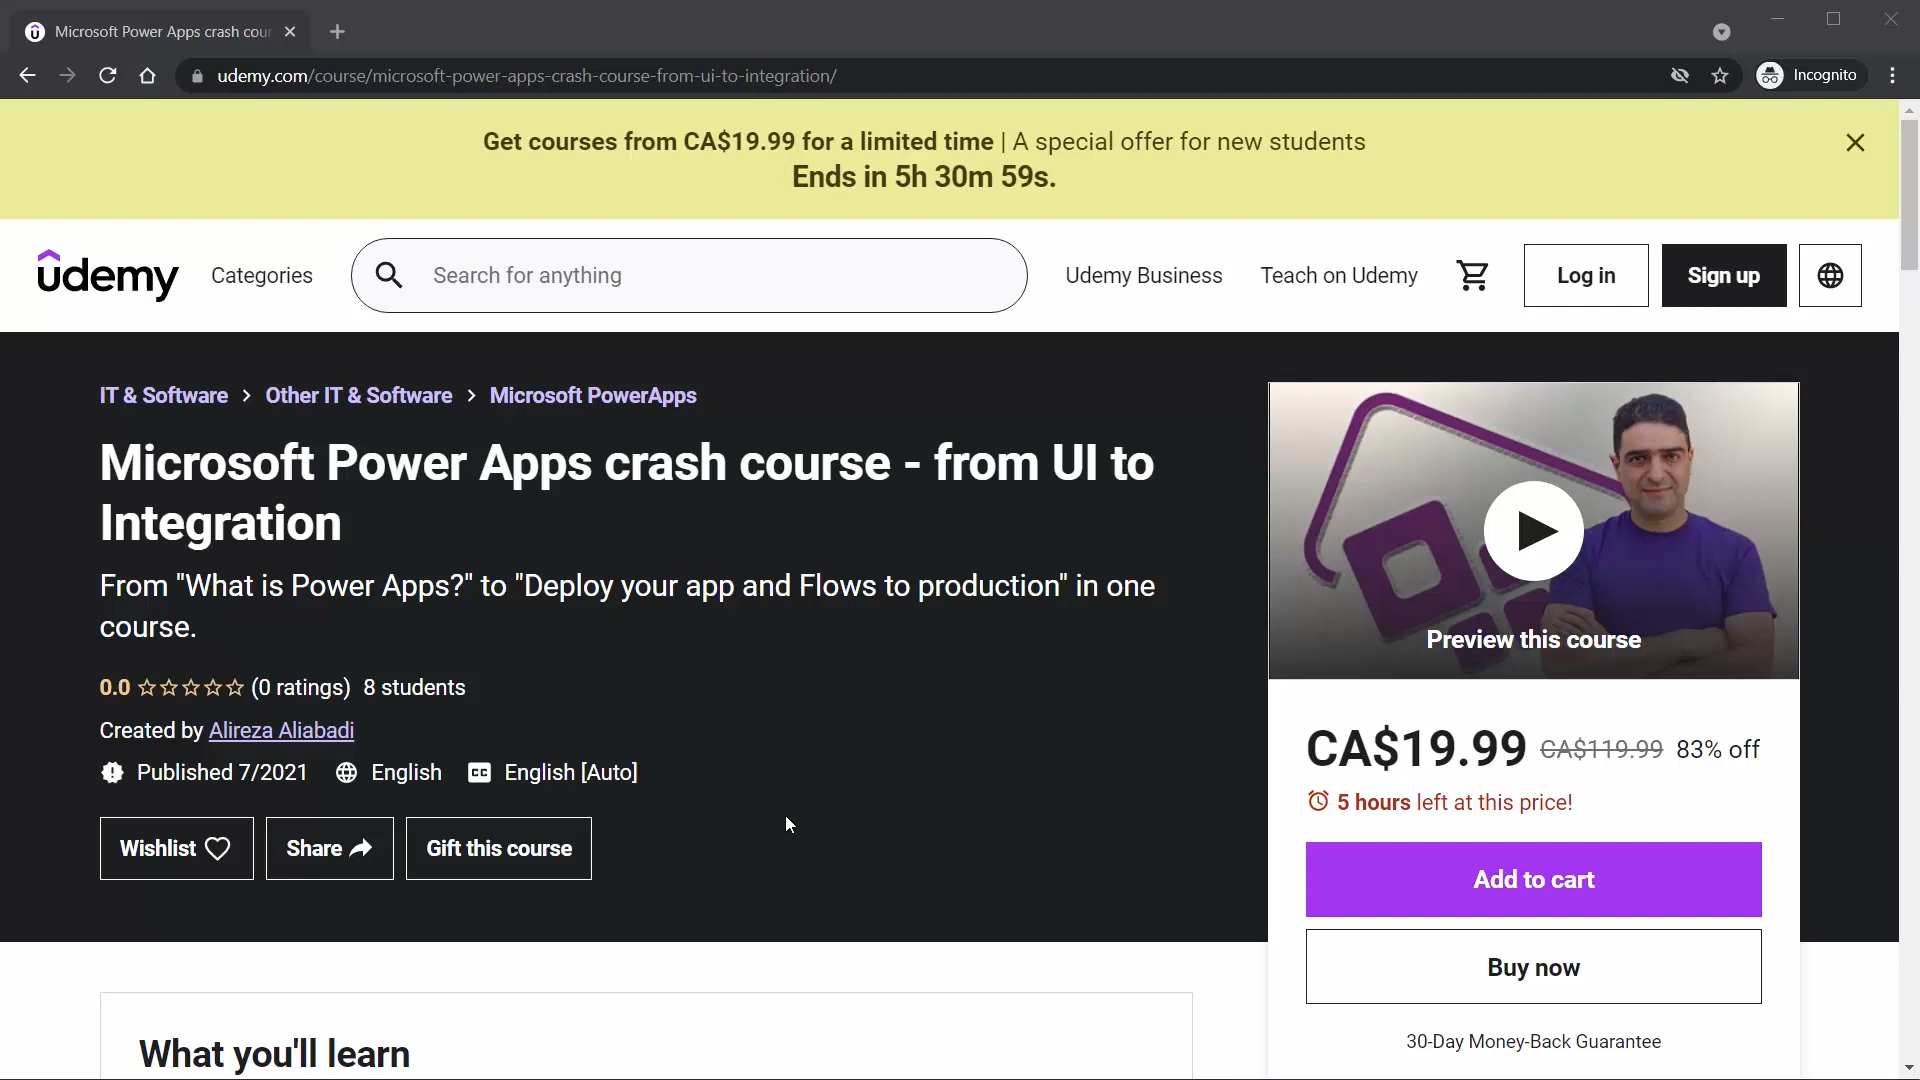 Microsoft Power Apps crash cour
udemy.com/course/microsoft-power-apps-crash-course-from-ui-to-integration/
Incognito
Get courses from CA$19.99 for a limited time | A special offer for new students
Ends in 5h 30m 59s.
udemy
Categories
Search for anything
Udemy Business
Teach on Udemy
Log in
Sign up
IT & Software > Other IT & Software > Microsoft PowerApps
Microsoft Power Apps crash course - from UI to
Integration
From "What is Power Apps?" to "Deploy your app and Flows to production" in one
course.
0.0 (0 ratings) 8 students
Created by Alireza Aliabadi
Published 7/2021 English CC English [Auto]
Wishlist
Share
Gift this course
Preview this course
CA$19.99 CA$119.99 83% off
5 hours left at this price!
Add to cart
Buy now
30-Day Money-Back Guarantee
What you'll learn